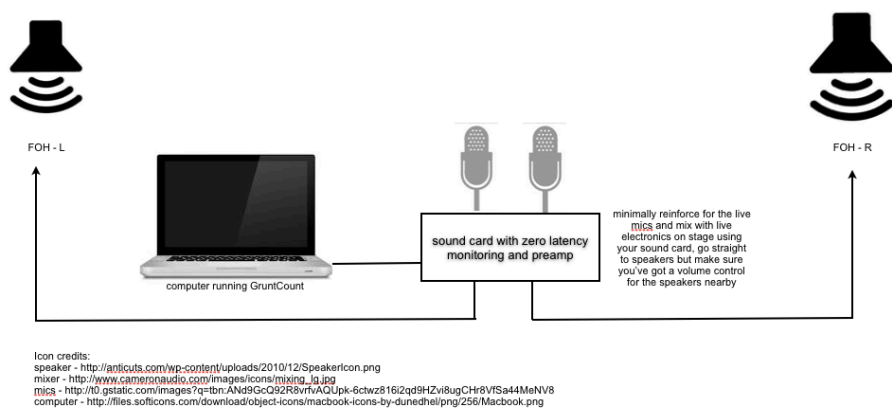 FOH - L
FOH - R
sound card with zero latency
monitoring and preamp
minimally reinforce for the live
mics and mix with live
electronics on stage using
your sound card, go straight
to speakers but make sure
you've got a volume control
for the speakers nearby
computer running GruntCount
Icon credits:
speaker - http://anticuts.com/wp-content/uploads/2010/12/SpeakerIcon.png
mixer - http://www.cameronaudio.com/images/icons/mixing_lg.jpg
mics - http://t0.gstatic.com/images?q=tbn:ANd9GcQ92R8vrfvAQUpk-6ctwz816i2qd9HZvi8ugCHr8VfSa44MeNV8
computer - http://files.softicons.com/download/object-icons/macbook-icons-by-dunedhel/png/256/Macbook.png